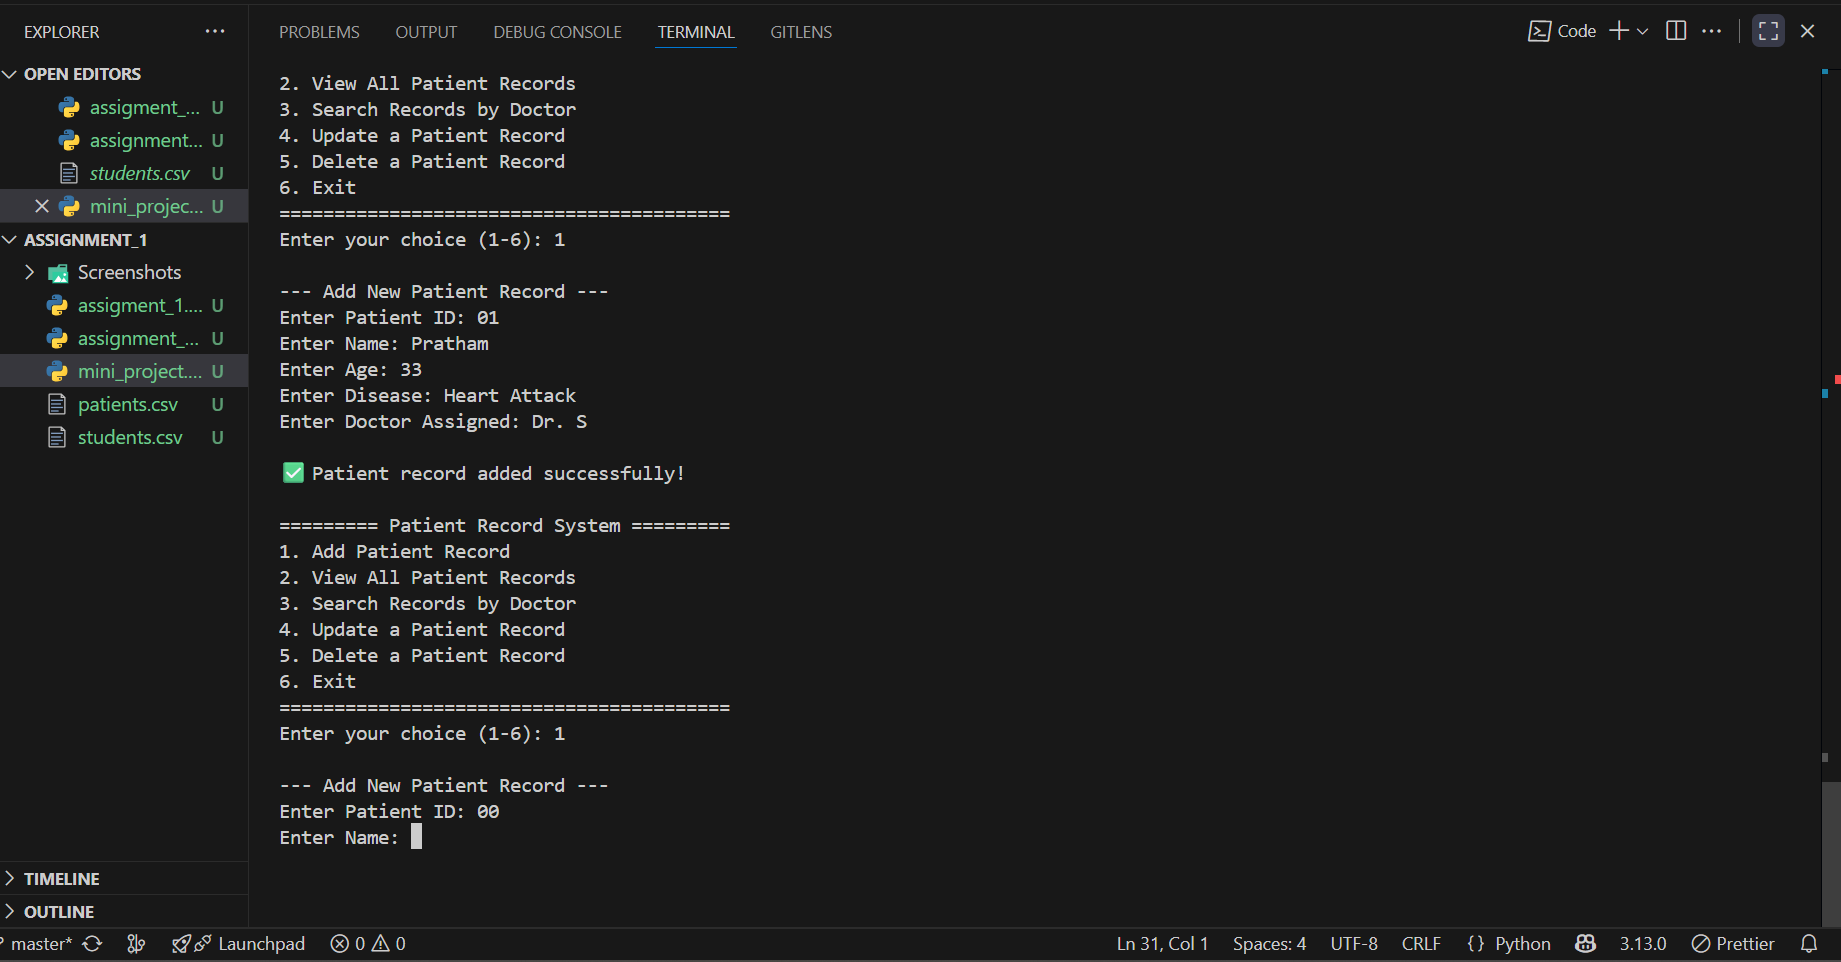 EXPLORER
OPEN EDITORS
assigment_... U
assignment... U
students.csv U
mini_projec... U
ASSIGNMENT_1
Screenshots
assigment_1.... U
assignment_... U
mini_project.... U
patients.csv U
students.csv U
TIMELINE
OUTLINE
PROBLEMS OUTPUT DEBUG CONSOLE TERMINAL GITLENS
Code
2. View All Patient Records
3. Search Records by Doctor
4. Update a Patient Record
5. Delete a Patient Record
6. Exit
=========================================
Enter your choice (1-6): 1
--- Add New Patient Record ---
Enter Patient ID: 01
Enter Name: Pratham
Enter Age: 33
Enter Disease: Heart Attack
Enter Doctor Assigned: Dr. S
✅ Patient record added successfully!
========= Patient Record System =========
1. Add Patient Record
2. View All Patient Records
3. Search Records by Doctor
4. Update a Patient Record
5. Delete a Patient Record
6. Exit
=========================================
Enter your choice (1-6): 1
--- Add New Patient Record ---
Enter Patient ID: 00
Enter Name:
master* Launchpad 0 0 Ln 31, Col 1 Spaces: 4 UTF-8 CRLF {} Python 3.13.0 Prettier